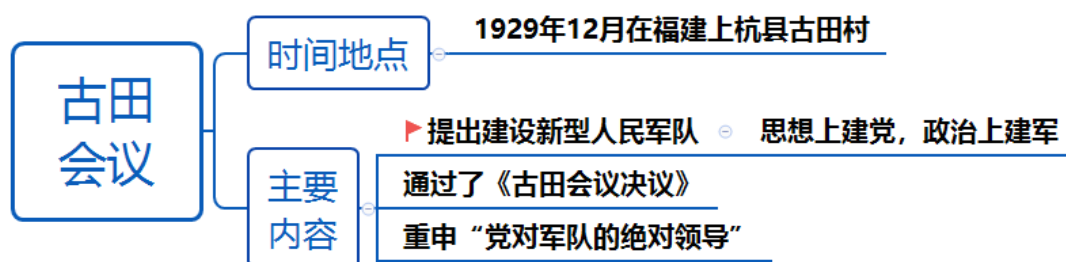 古田
会议
时间地点
1929年12月在福建上杭县古田村
主要
内容
提出建设新型人民军队
思想上建党，政治上建军
通过了《古田会议决议》
重申“党对军队的绝对领导”